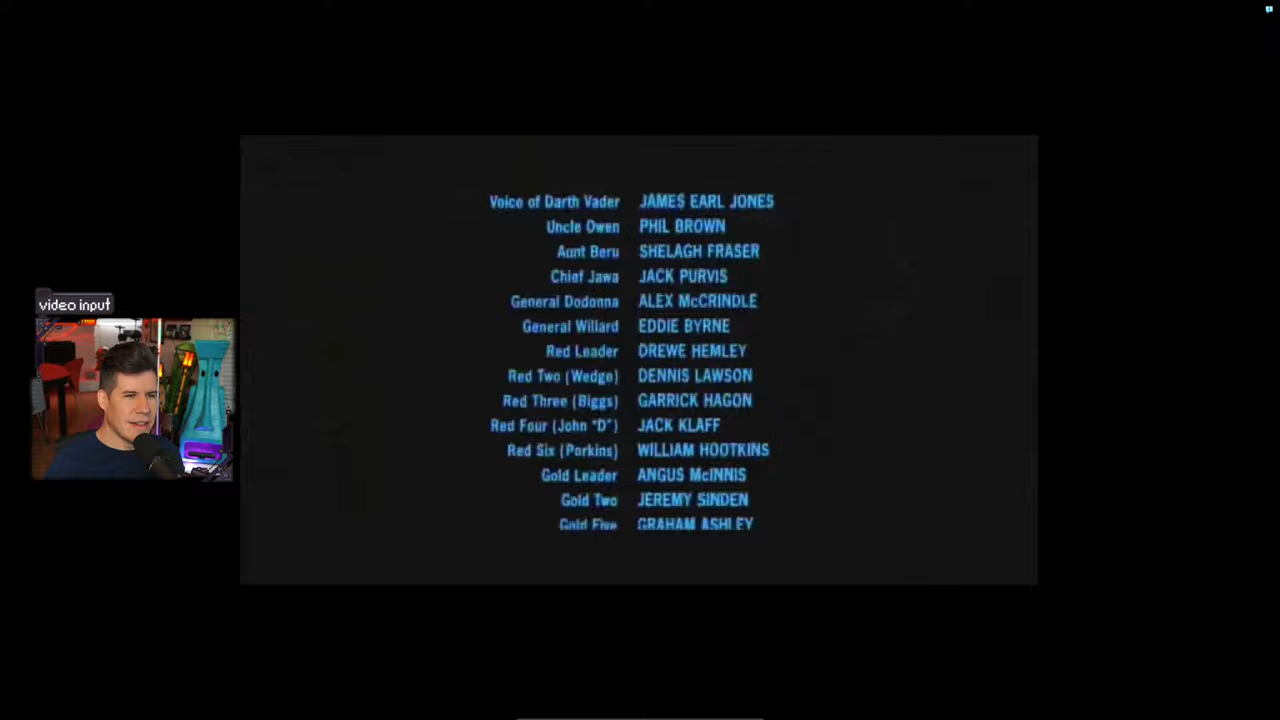 Voice of Darth Vader JAMES EARL JONES
Uncle Owen PHIL BROWN
Aunt Beru SHELAGH FRASER
Chief Jawa JACK PURVIS
General Dodonna ALEX McCRINDLE
General Willard EDDIE BYRNE
Red Leader DREWE HEMLEY
Red Two (Wedge) DENNIS LAWSON
Red Three (Biggs) GARRICK HAGON
Red Four (John "D") JACK KLAFF
Red Six (Porkins) WILLIAM HOOTKINS
Gold Leader ANGUS McINNIS
Gold Two JEREMY SINDEN
Gold Five GRAHAM ASHLEY
video input